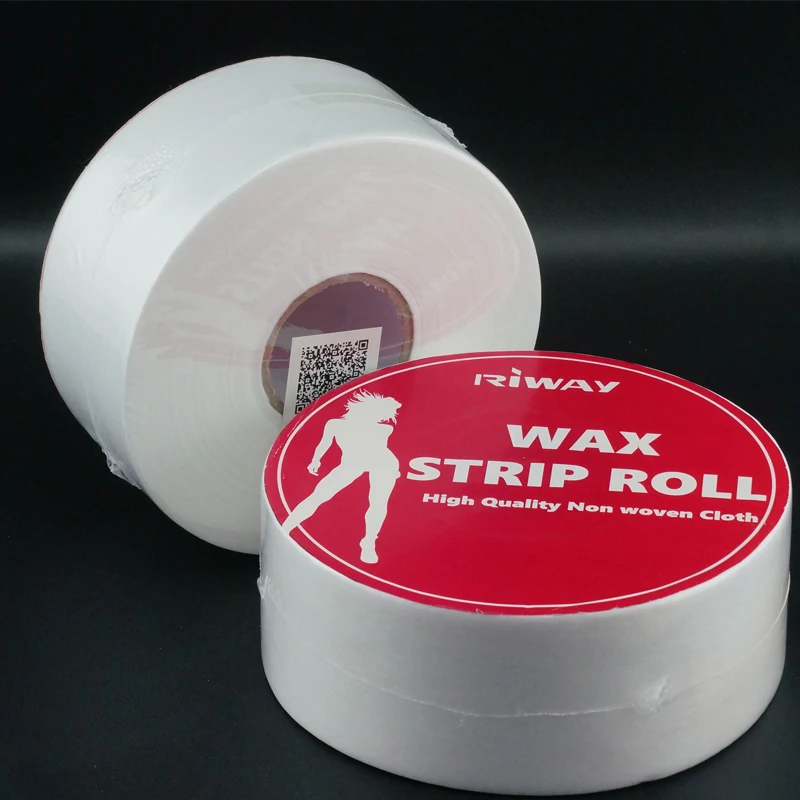 RIWAY
WAX
STRIP ROLL
High Quality Non woven Cloth